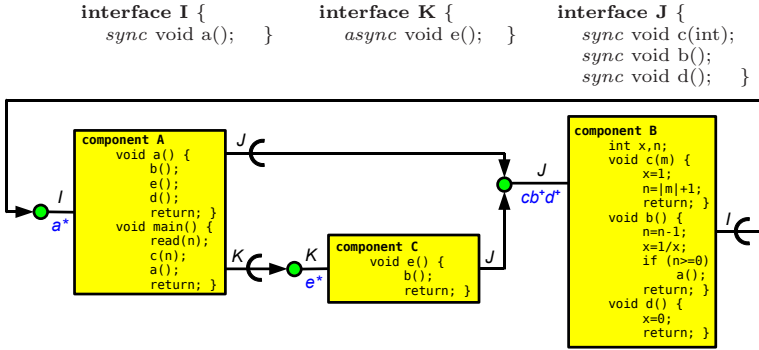 interface I {
sync void a(); }
interface K {
async void e(); }
interface J {
sync void c(int);
sync void b();
sync void d(); }
component A
void a() {
b();
e();
d();
return; }
void main() {
read(n);
c(n);
a();
return; }
I
a*
J
K
K
e*
component C
void e() {
b();
return; }
J
J
cb⁺d⁺
component B
int x,n;
void c(m) {
x=1;
n=|m|+1;
return; }
void b() {
n=n-1;
x=1/x;
if (n>=0)
a();
return; }
void d() {
x=0;
return; }
I